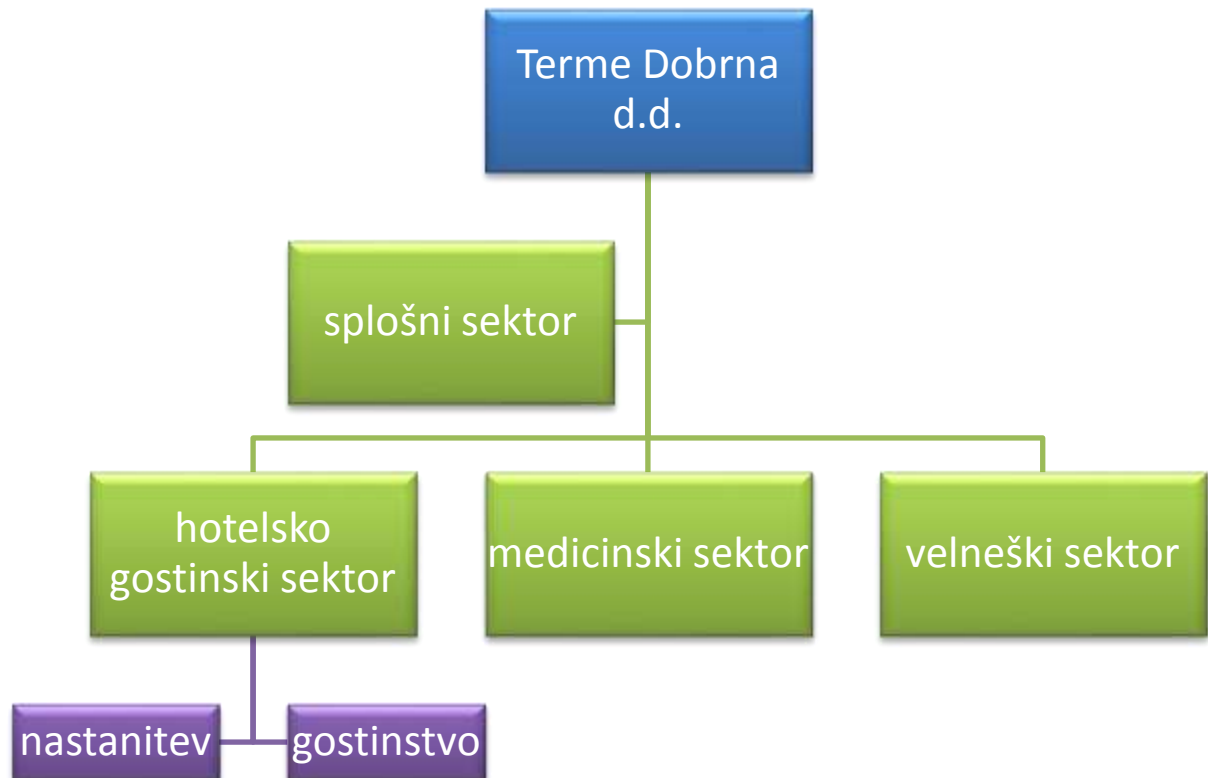 Terme Dobrna
d.d.
splošni sektor
hotelsko
gostinski sektor
medicinski sektor
velneški sektor
nastanitev
gostinstvo